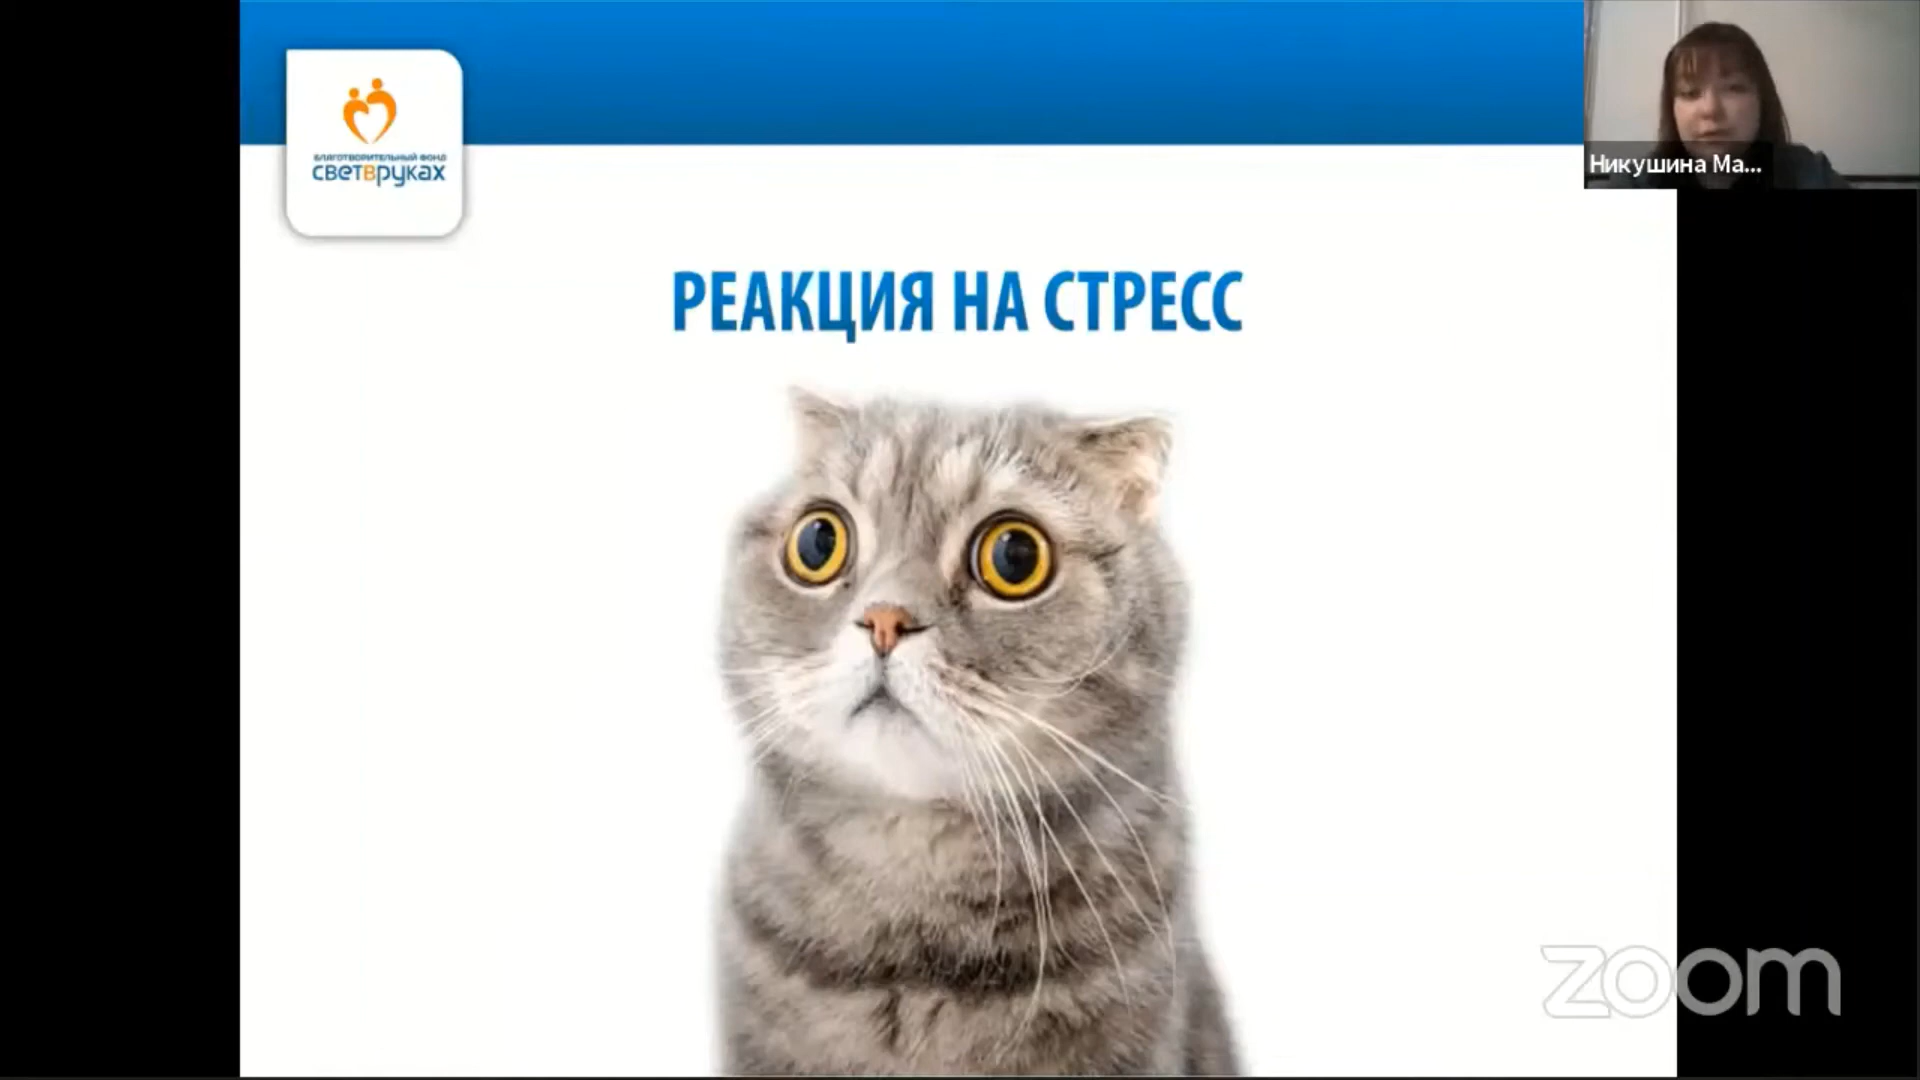 БЛАГОТВОРИТЕЛЬНЫЙ ФОНД
светвруках
Никушина Ма...
РЕАКЦИЯ НА СТРЕСС
zoom